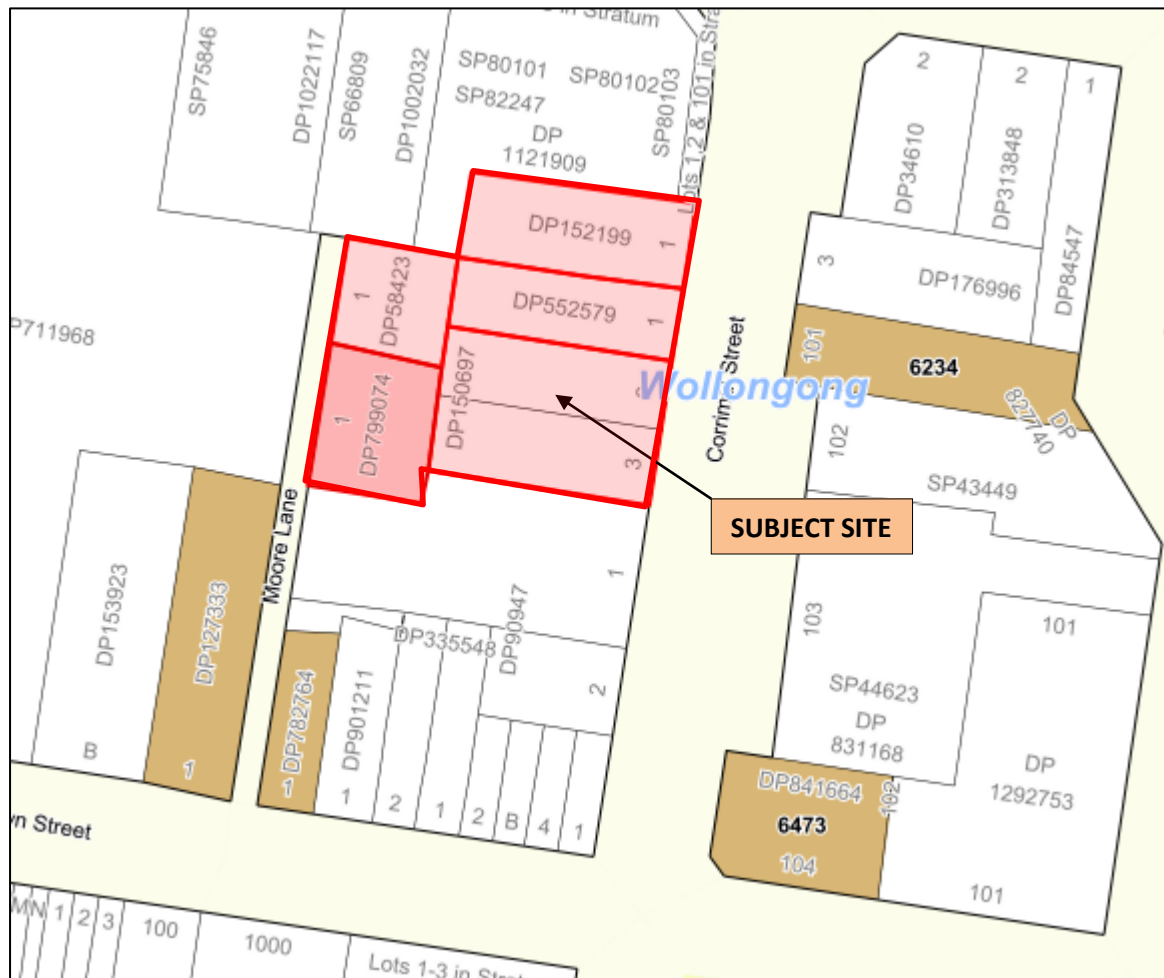 in Stratum
SP75846
DP1022117
SP66809
DP1002032
SP80101
SP80102
SP82247
SP80103
DP
1121909
Lots 1,2 & 101 in Stra
2
2
1
DP34610
DP313848
DP84547
DP152199
1
3
DP176996
1
DP58423
DP552579
1
P711968
101
6234
DP
827740
1
DP799074
DP150697
Wollongong
Corrimal Street
3
102
SP43449
SUBJECT SITE
Moore Lane
DP153923
DP127333
1
DP90947
DP335548
103
101
DP782764
DP901211
2
SP44623
DP
831168
DP
1292753
B
1
1
1
2
1
2
B
4
1
DP841664
102
6473
104
101
vn Street
M
N
1
2
3
100
1000
Lots 1-3 in Str